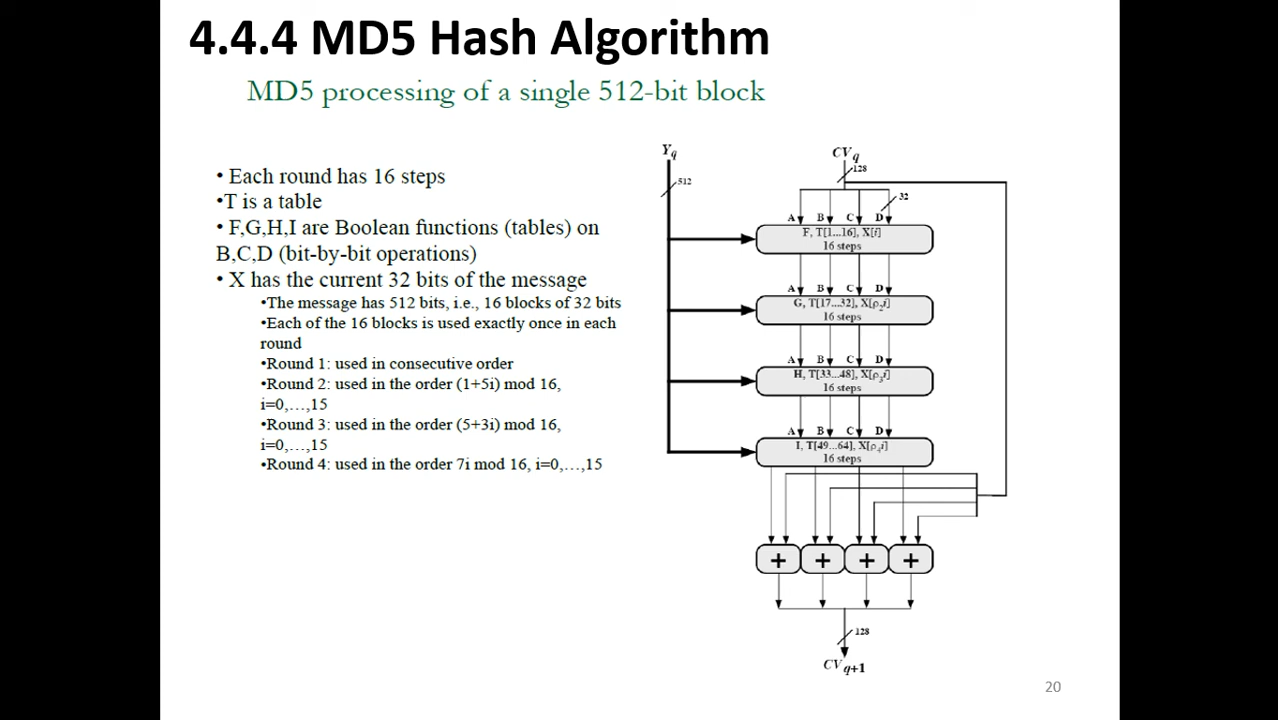 4.4.4 MD5 Hash Algorithm
MD5 processing of a single 512-bit block
• Each round has 16 steps
•T is a table
• F,G,H,I are Boolean functions (tables) on
B,C,D (bit-by-bit operations)
• X has the current 32 bits of the message
•The message has 512 bits, i.e., 16 blocks of 32 bits
•Each of the 16 blocks is used exactly once in each
round
•Round 1: used in consecutive order
•Round 2: used in the order (1+5i) mod 16,
i=0,…,15
•Round 3: used in the order (5+3i) mod 16,
i=0,…,15
•Round 4: used in the order 7i mod 16, i=0,…,15
Yq
512
CVq
128
32
A B C D
F, T[1...16], X[i]
16 steps
A B C D
G, T[17...32], X[ρ2i]
16 steps
A B C D
H, T[33...48], X[ρ3i]
16 steps
A B C D
I, T[49...64], X[ρ4i]
16 steps
+ + + +
128
CVq+1
20